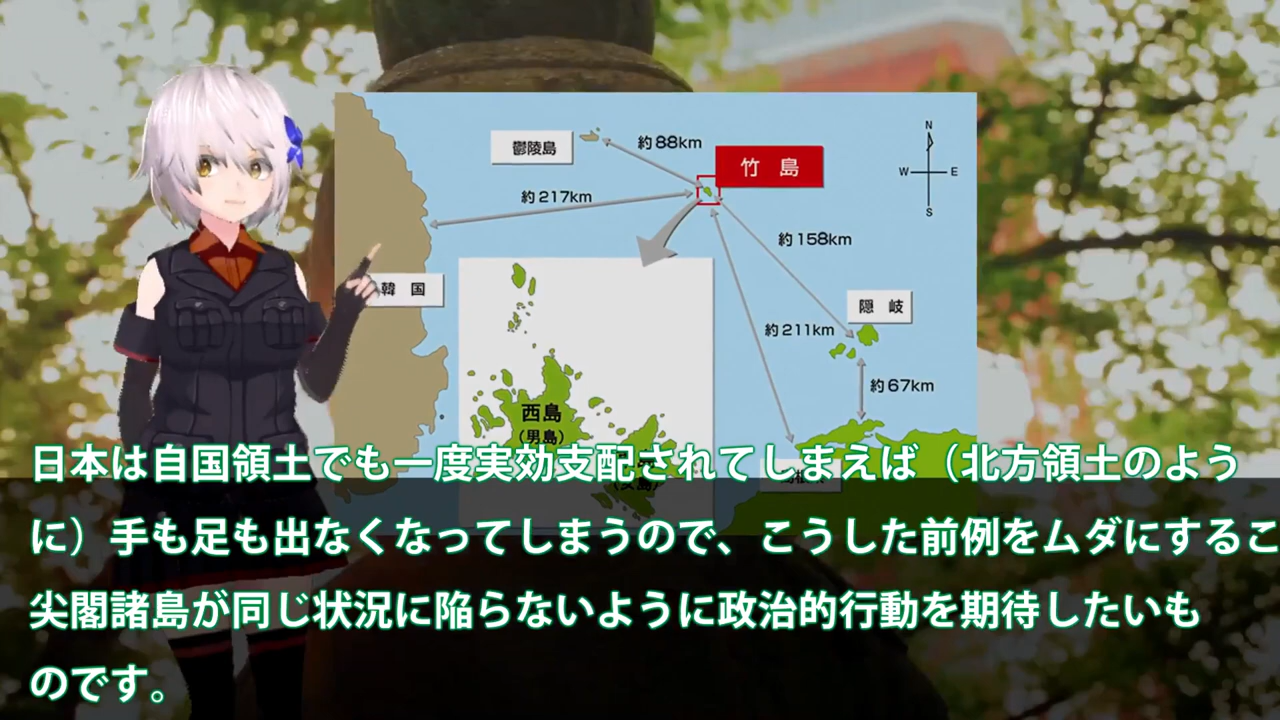 鬱陵島
約88km
竹島
N
W
E
S
約217km
約158km
韓国
隠岐
約211km
約67km
西島
(男島)
日本は自国領土でも一度実効支配されてしまえば（北方領土のよう
に）手も足も出なくなってしまうので、こうした前例をムダにするこ
尖閣諸島が同じ状況に陥らないように政治的行動を期待したいも
のです。